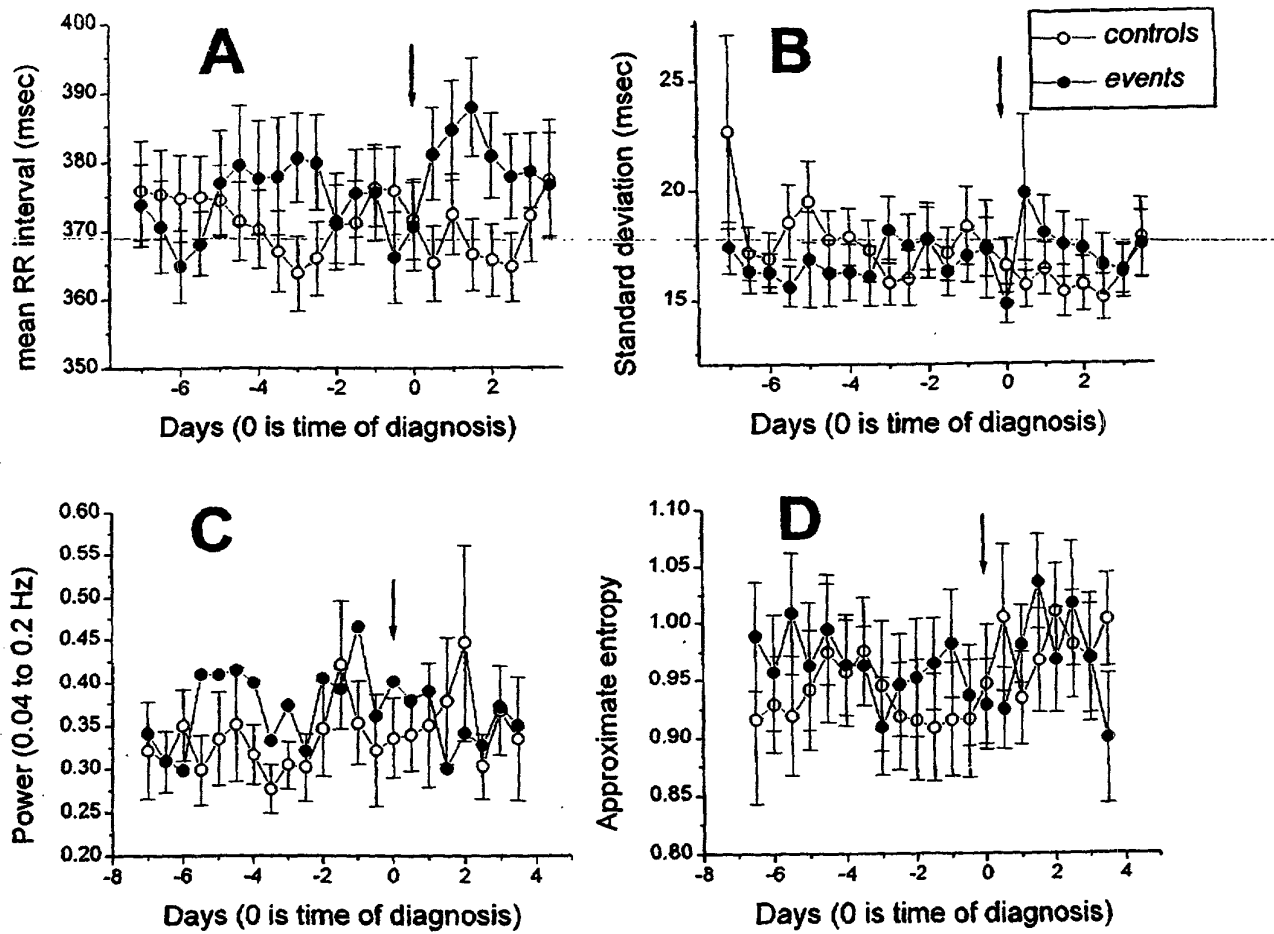 A
mean RR interval (msec)
400
390
380
370
360
350
-6 -4 -2 0 2
Days (0 is time of diagnosis)
B
controls
events
Standard deviation (msec)
25
20
15
-6 -4 -2 0 2
Days (0 is time of diagnosis)
C
Power (0.04 to 0.2 Hz)
0.60
0.55
0.50
0.45
0.40
0.35
0.30
0.25
0.20
-8 -6 -4 -2 0 2 4
Days (0 is time of diagnosis)
D
Approximate entropy
1.10
1.05
1.00
0.95
0.90
0.85
0.80
-6 -4 -2 0 2 4
Days (0 is time of diagnosis)